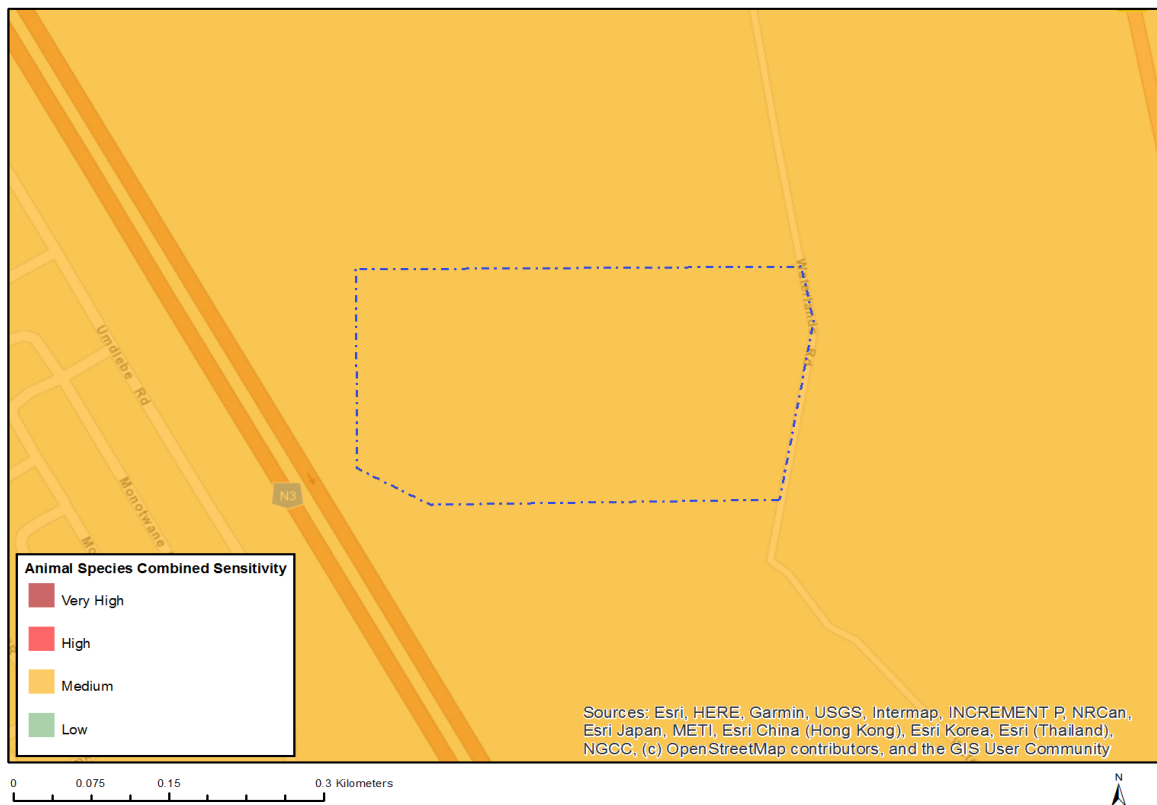 Umdlebe Rd
Monotwane
Mo
N3
Animal Species Combined Sensitivity
Very High
High
Medium
Low
Sources: Esri, HERE, Garmin, USGS, Intermap, INCREMENT P, NRCan,
Esri Japan, METI, Esri China (Hong Kong), Esri Korea, Esri (Thailand),
NGCC, (c) OpenStreetMap contributors, and the GIS User Community
0 0.075 0.15 0.3 Kilometers
N